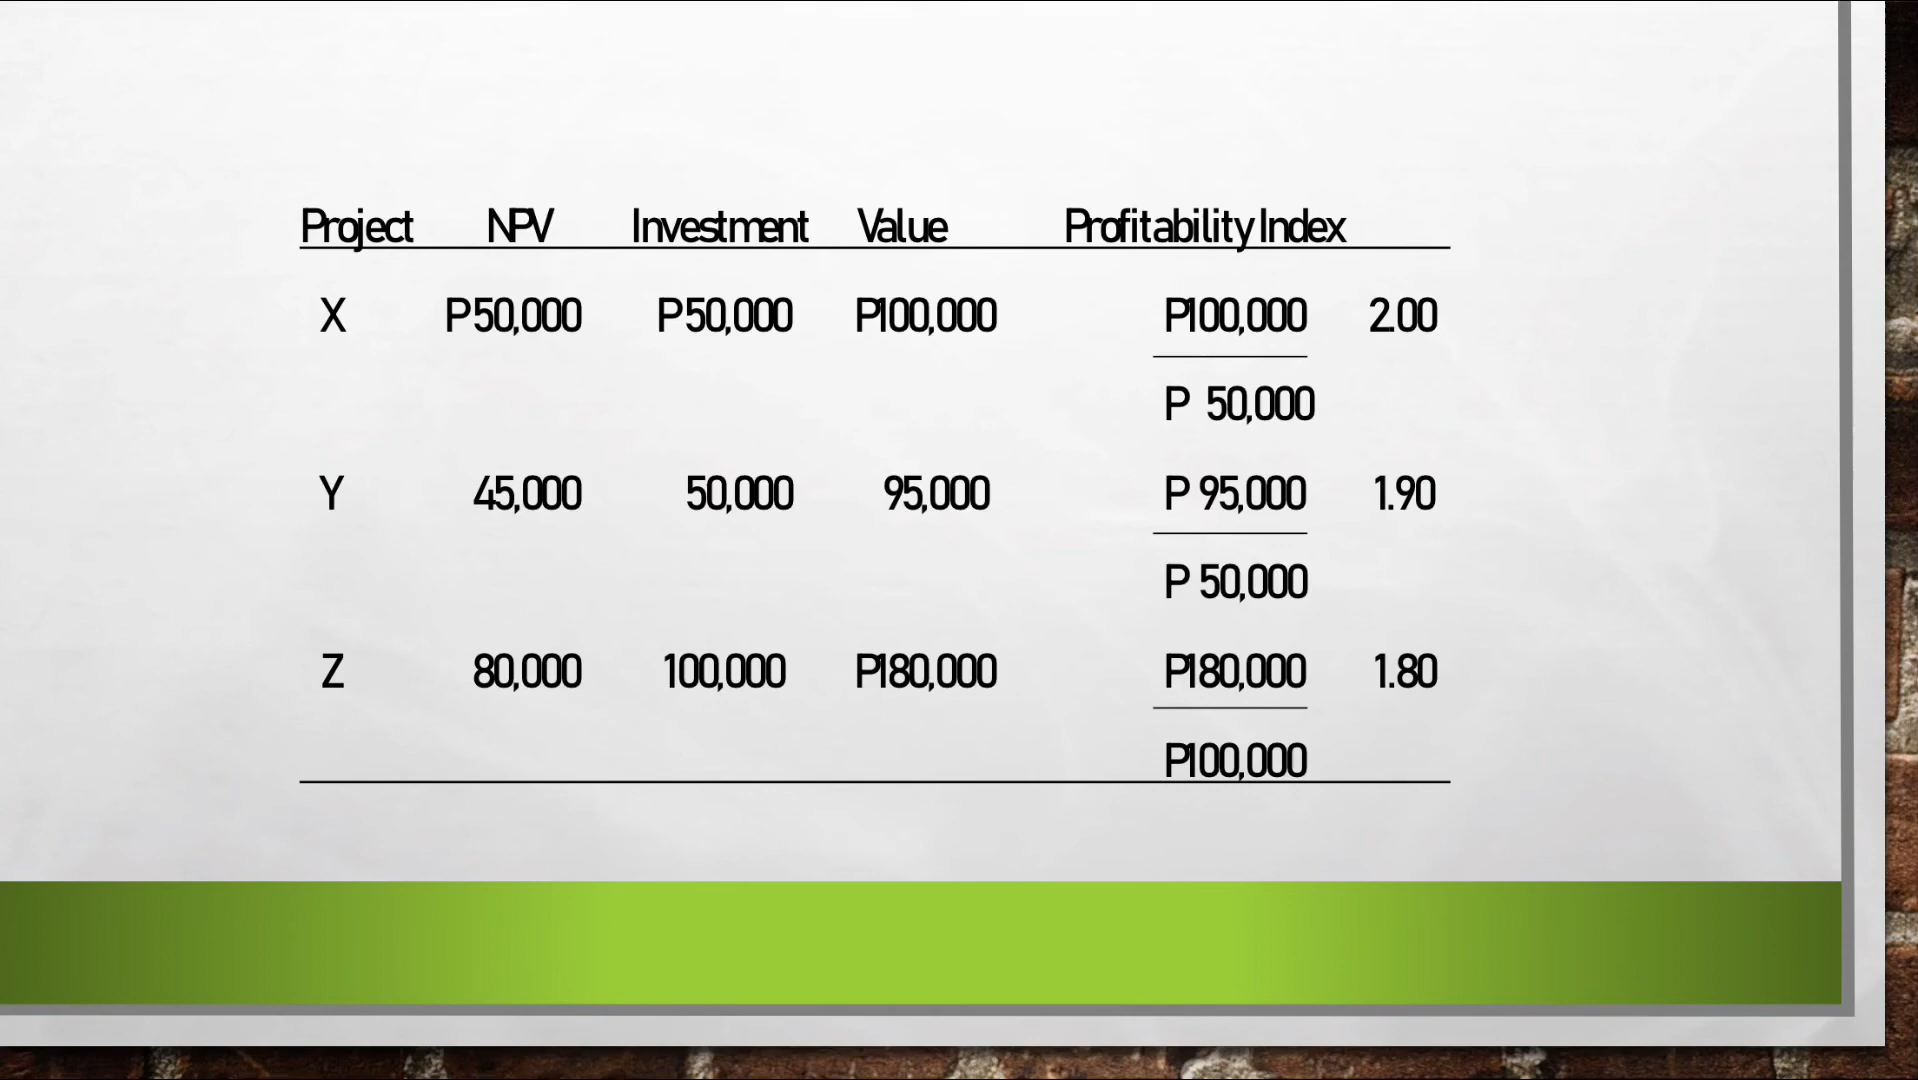 Project NPV Investment Value Profitability Index
X P50,000 P50,000 P100,000 P100,000 2.00
P 50,000
Y 45,000 50,000 95,000 P 95,000 1.90
P 50,000
Z 80,000 100,000 P180,000 P180,000 1.80
P100,000